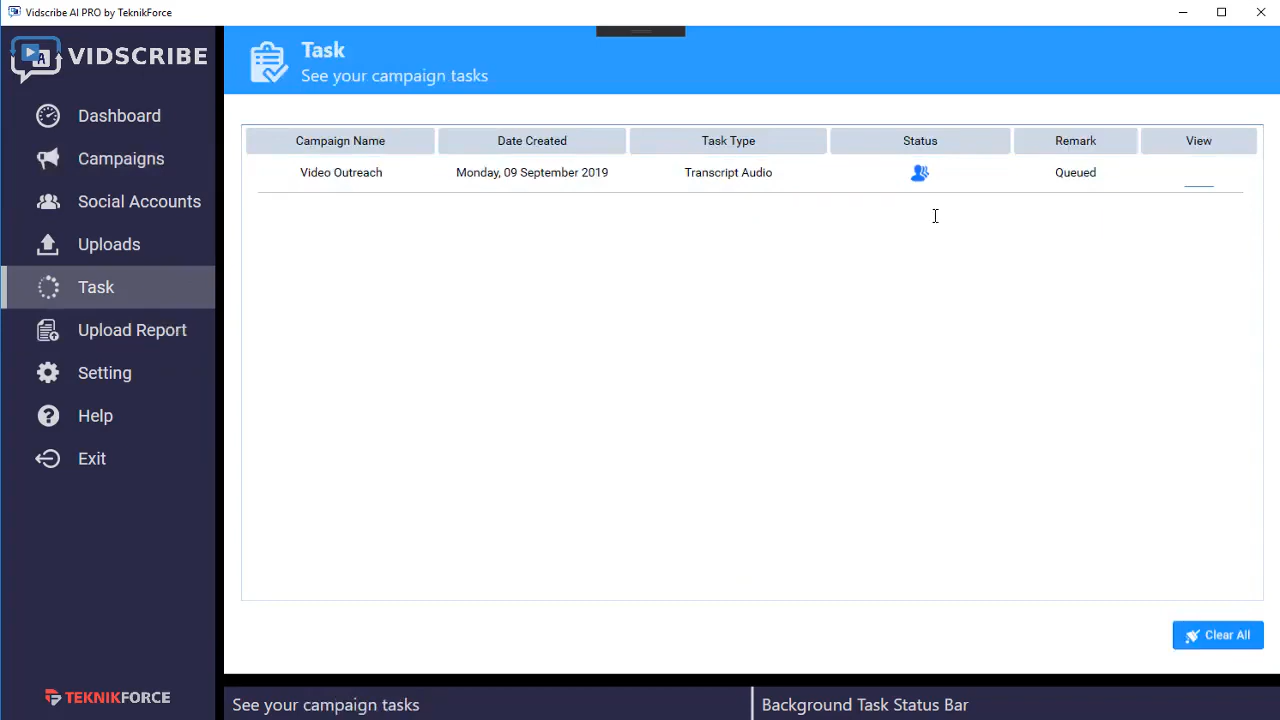 Vidscribe AI PRO by TeknikForce
VIDSCRIBE
Dashboard
Campaigns
Social Accounts
Uploads
Task
Upload Report
Setting
Help
Exit
TEKNIKFORCE
Task
See your campaign tasks
Campaign Name Date Created Task Type Status Remark View
Video Outreach Monday, 09 September 2019 Transcript Audio Queued
Clear All
See your campaign tasks
Background Task Status Bar